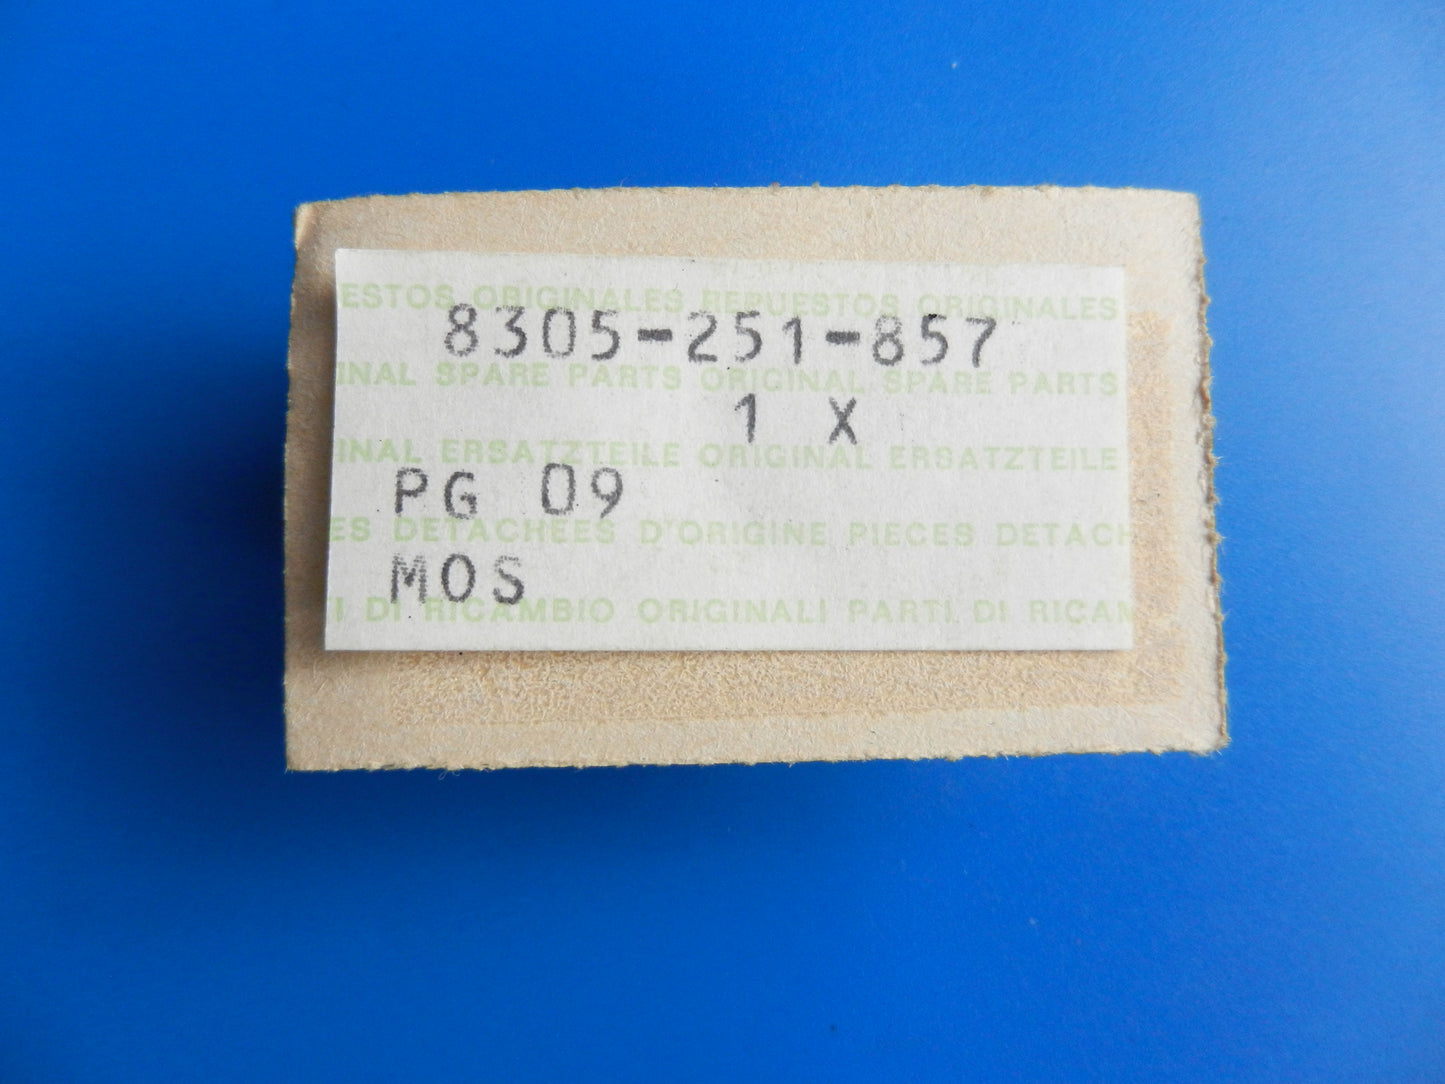 ESTOS ORIGINALES REPUESTOS ORIGINALES
8305-251-857
INAL SPARE PARTS ORIGINAL SPARE PARTS
1 X
INAL ERSATZTEILE ORIGINAL ERSATZTEILE
PG 09
ES DETACHEES D'ORIGINE PIECES DETACH
MOS
I DI RICAMBIO ORIGINALI PARTI DI RICAM